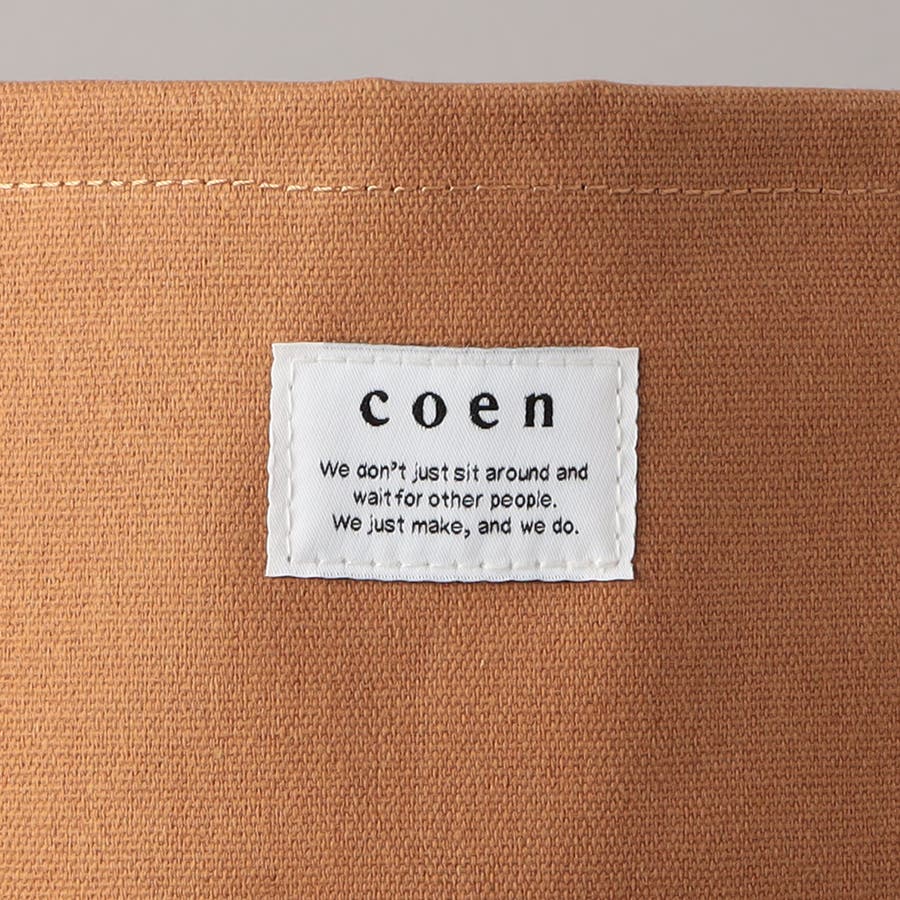 coen
We don't just sit around and
wait for other people.
We just make, and we do.